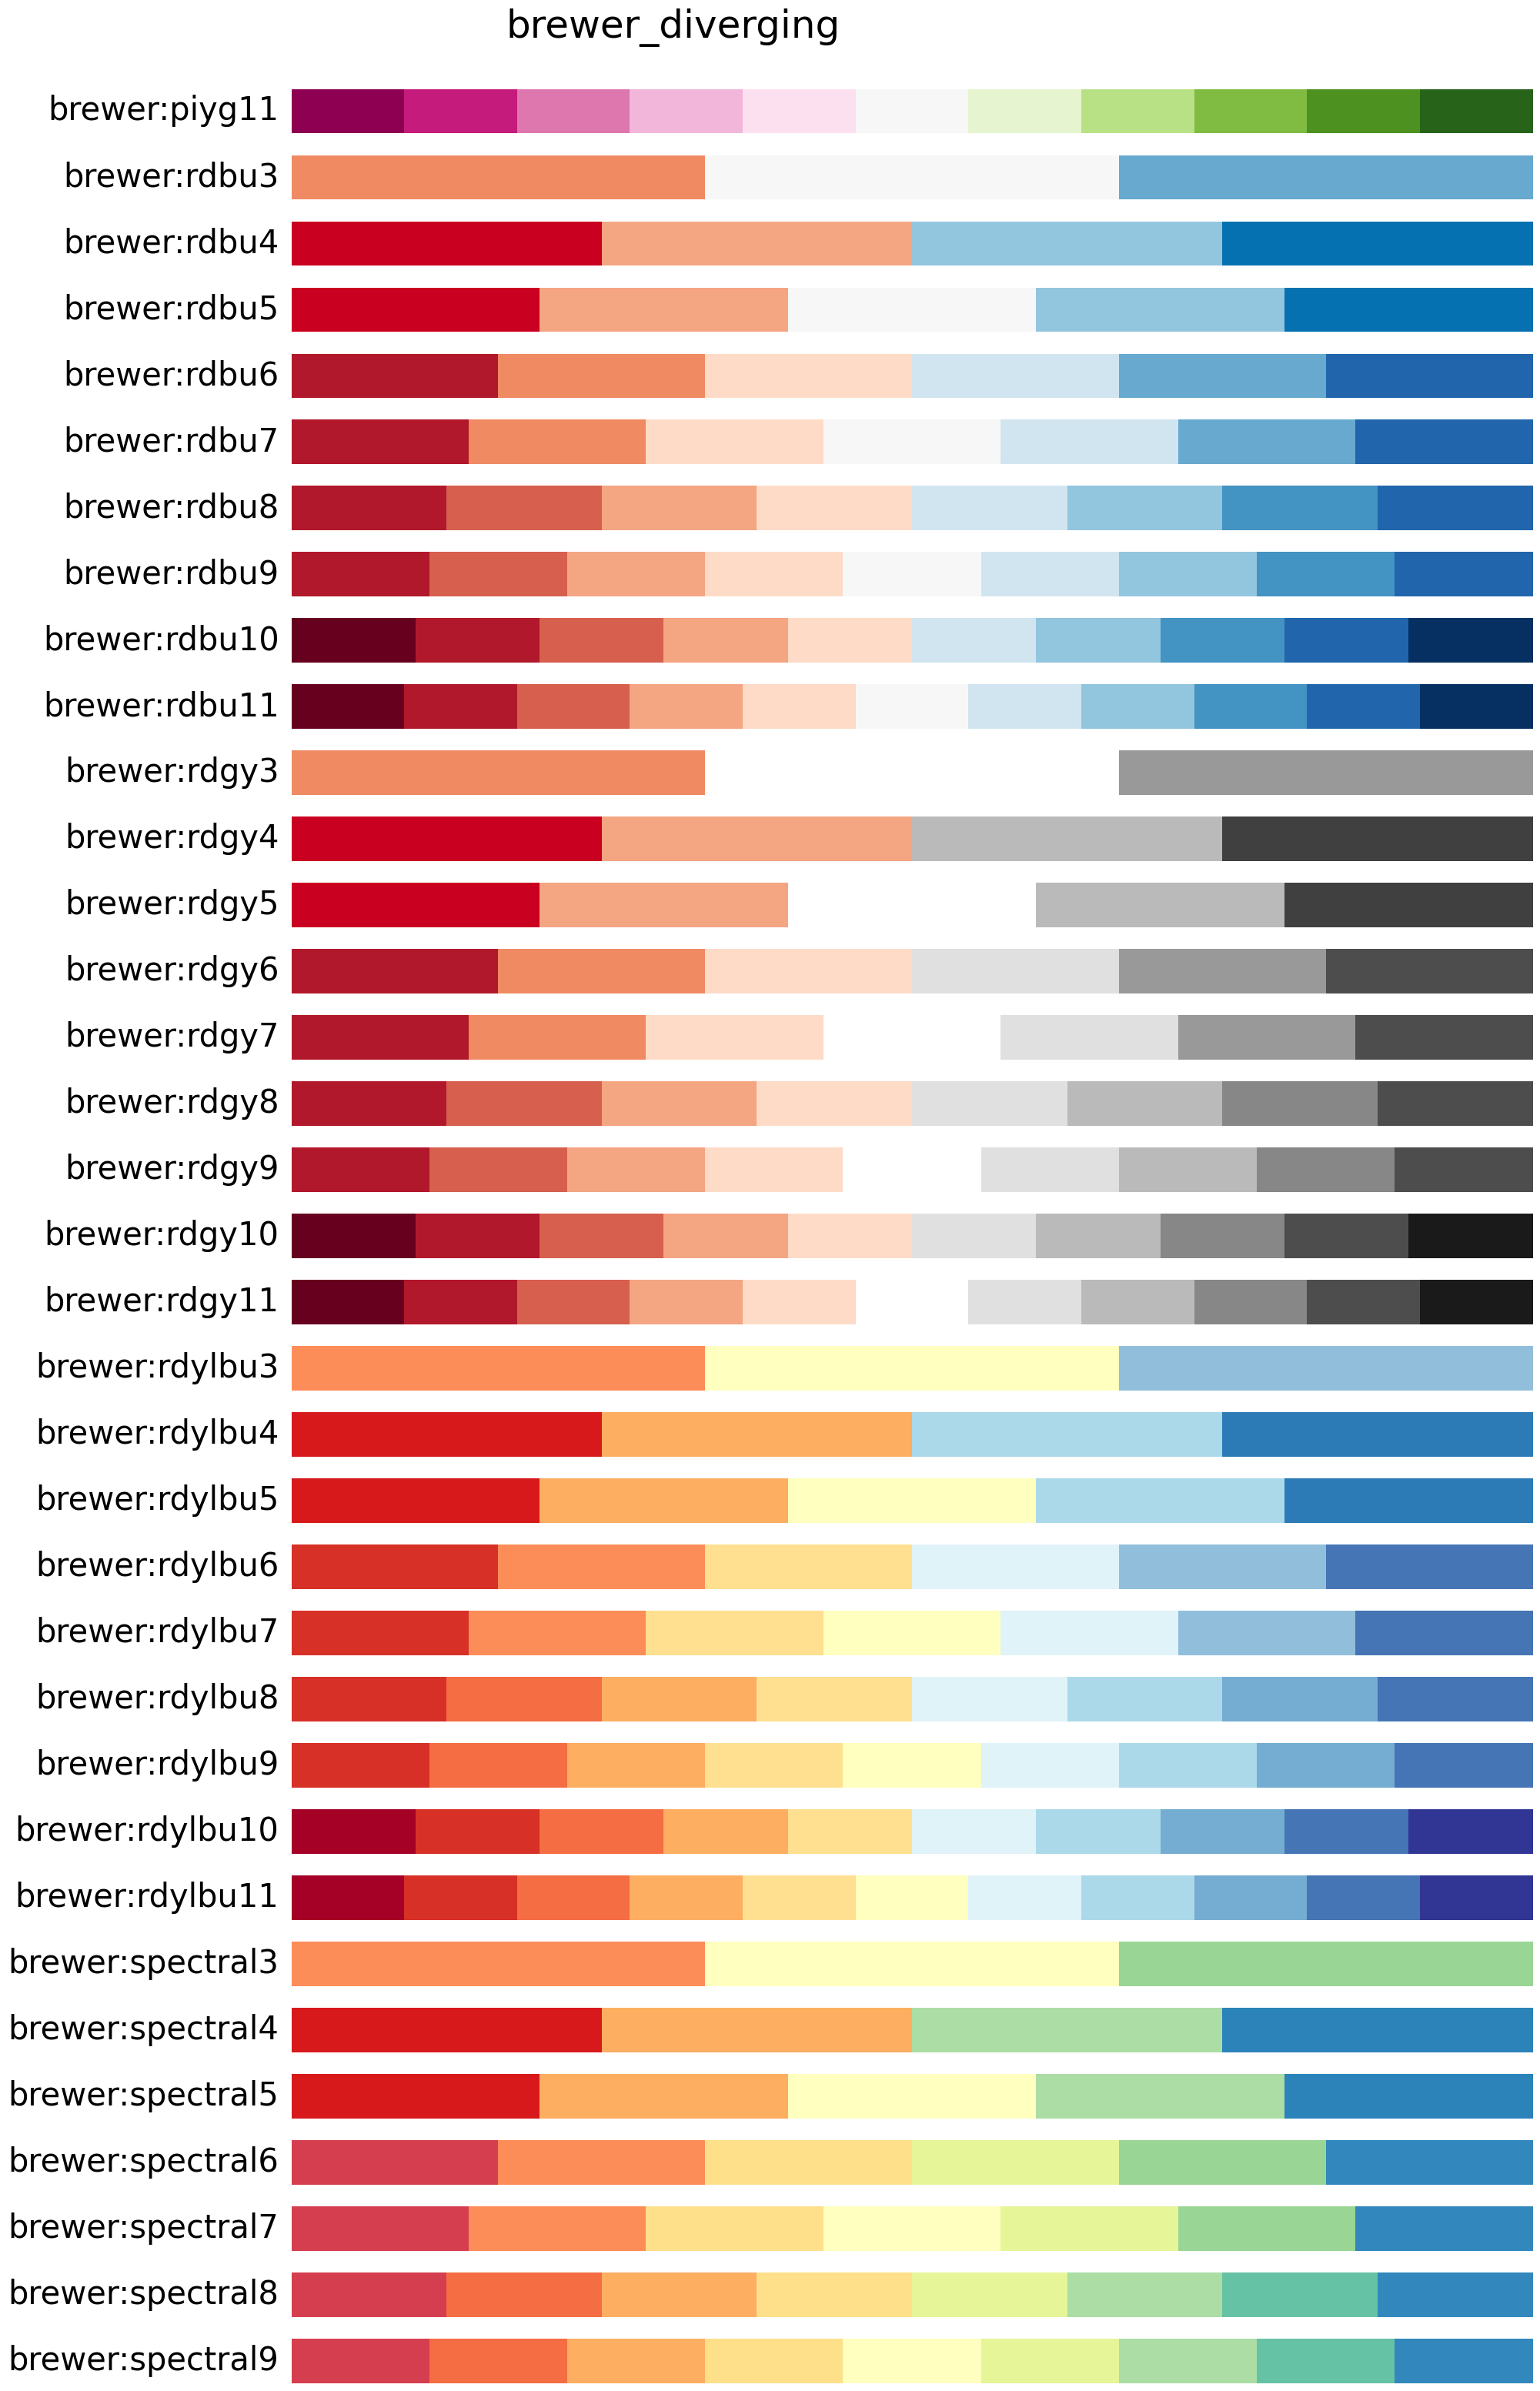 brewer_diverging
brewer:piyg11
brewer:rdbu3
brewer:rdbu4
brewer:rdbu5
brewer:rdbu6
brewer:rdbu7
brewer:rdbu8
brewer:rdbu9
brewer:rdbu10
brewer:rdbu11
brewer:rdgy3
brewer:rdgy4
brewer:rdgy5
brewer:rdgy6
brewer:rdgy7
brewer:rdgy8
brewer:rdgy9
brewer:rdgy10
brewer:rdgy11
brewer:rdylbu3
brewer:rdylbu4
brewer:rdylbu5
brewer:rdylbu6
brewer:rdylbu7
brewer:rdylbu8
brewer:rdylbu9
brewer:rdylbu10
brewer:rdylbu11
brewer:spectral3
brewer:spectral4
brewer:spectral5
brewer:spectral6
brewer:spectral7
brewer:spectral8
brewer:spectral9